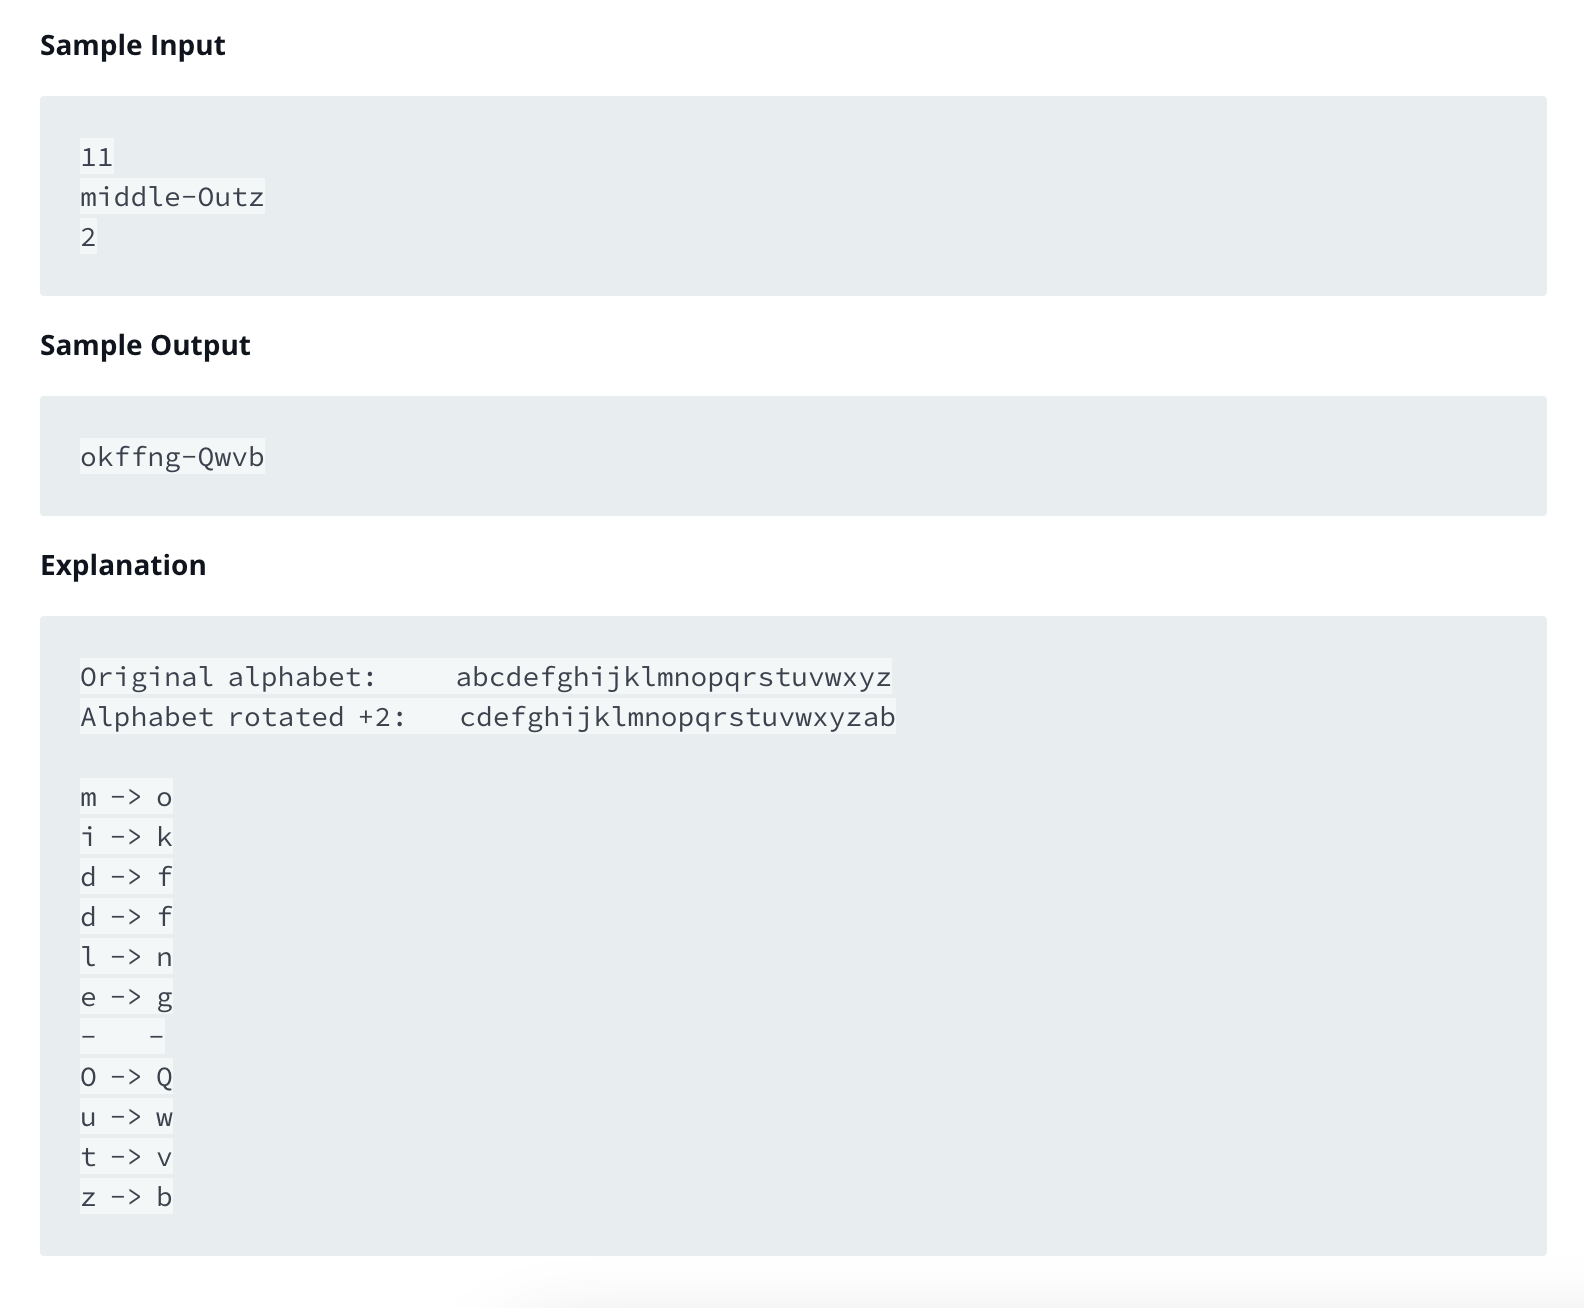 Sample Input
11
middle-Outz
2
Sample Output
okffng-Qwvb
Explanation
Original alphabet:      abcdefghijklmnopqrstuvwxyz
Alphabet rotated +2:    cdefghijklmnopqrstuvwxyzab
m -> o
i -> k
d -> f
d -> f
l -> n
e -> g
-    -
O -> Q
u -> w
t -> v
z -> b